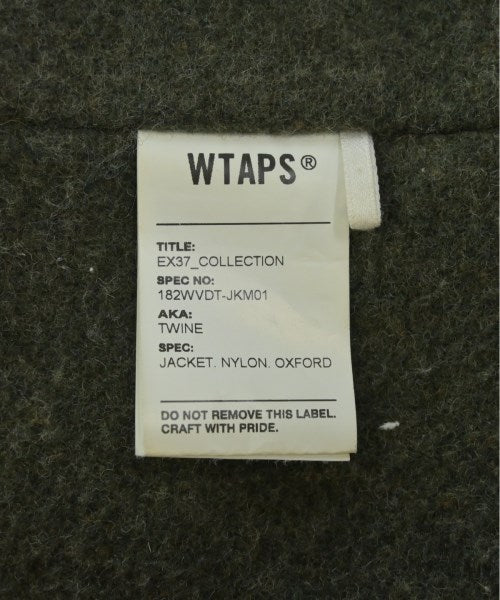 WTAPS®
TITLE:
EX37_COLLECTION
SPEC NO:
182WVDT-JKM01
AKA:
TWINE
SPEC:
JACKET. NYLON. OXFORD
DO NOT REMOVE THIS LABEL.
CRAFT WITH PRIDE.